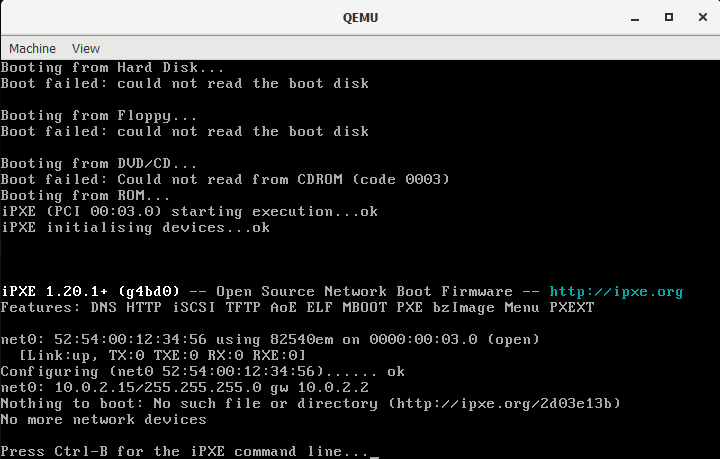 QEMU
Machine View
Booting from Hard Disk...
Boot failed: could not read the boot disk
Booting from Floppy...
Boot failed: could not read the boot disk
Booting from DVD/CD...
Boot failed: Could not read from CDROM (code 0003)
Booting from ROM...
iPXE (PCI 00:03.0) starting execution...ok
iPXE initialising devices...ok
iPXE 1.20.1+ (g4bd0) -- Open Source Network Boot Firmware -- http://ipxe.org
Features: DNS HTTP iSCSI TFTP AoE ELF MBOOT PXE bzImage Menu PXEXT
net0: 52:54:00:12:34:56 using 82540em on 0000:00:03.0 (open)
[Link:up, TX:0 TXE:0 RX:0 RXE:0]
Configuring (net0 52:54:00:12:34:56)...... ok
net0: 10.0.2.15/255.255.255.0 gw 10.0.2.2
Nothing to boot: No such file or directory (http://ipxe.org/2d03e13b)
No more network devices
Press Ctrl-B for the iPXE command line..._